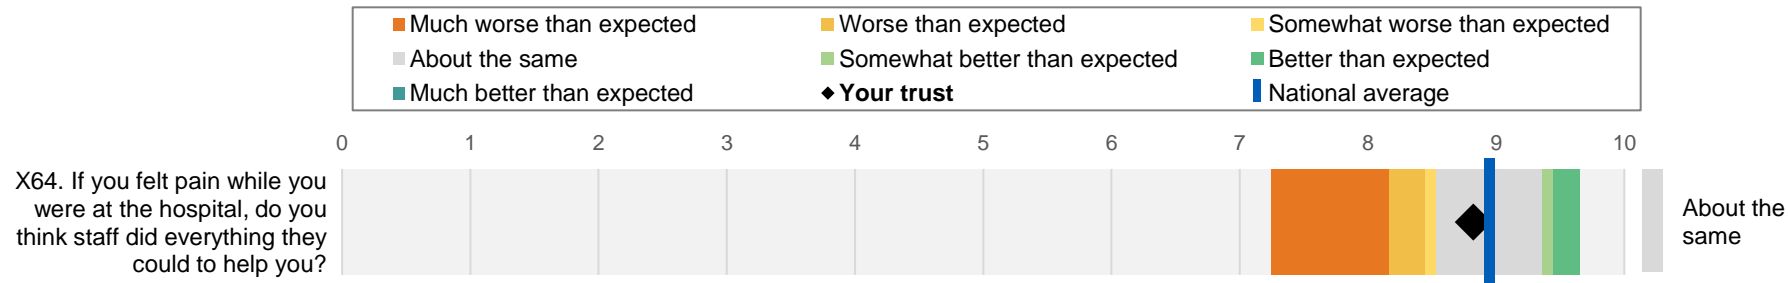 Much worse than expected
Worse than expected
Somewhat worse than expected
About the same
Somewhat better than expected
Better than expected
Much better than expected
Your trust
National average
0 1 2 3 4 5 6 7 8 9 10
X64. If you felt pain while you
were at the hospital, do you
think staff did everything they
could to help you?
About the
same